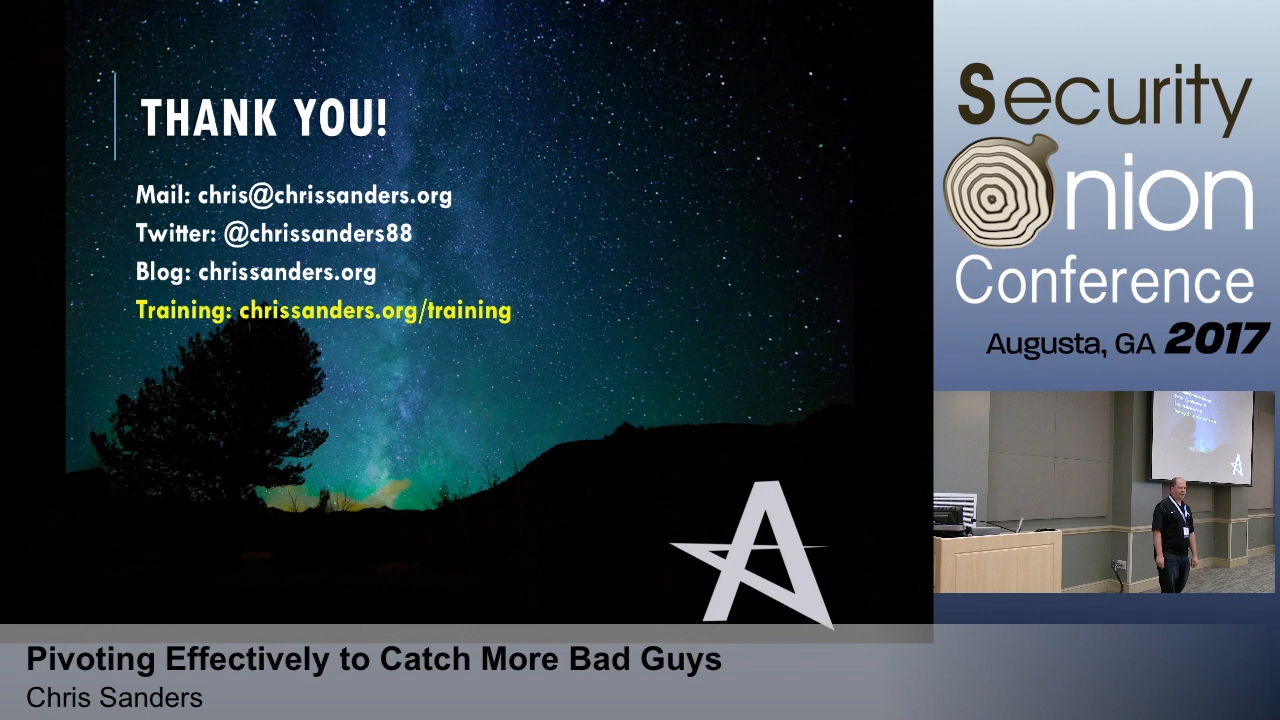 THANK YOU!
Mail: chris@chrissanders.org
Twitter: @chrissanders88
Blog: chrissanders.org
Training: chrissanders.org/training
Security
Onion
Conference
Augusta, GA 2017
Pivoting Effectively to Catch More Bad Guys
Chris Sanders